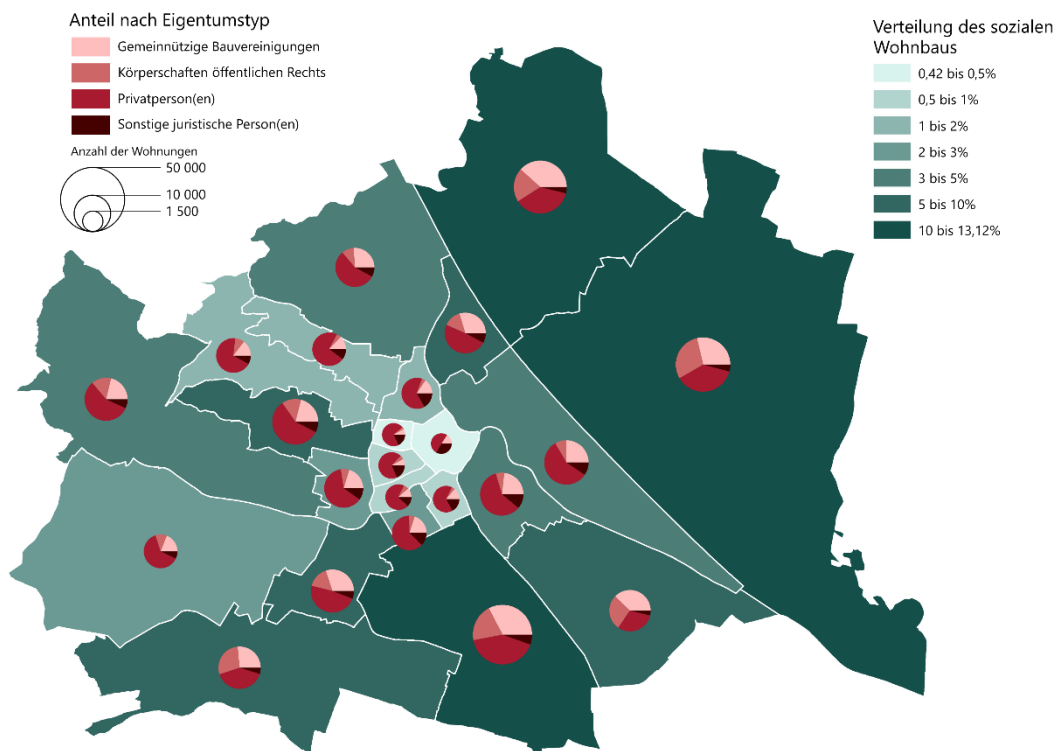 Anteil nach Eigentumstyp
Gemeinnützige Bauvereinigungen
Körperschaften öffentlichen Rechts
Privatperson(en)
Sonstige juristische Person(en)
Anzahl der Wohnungen
50 000
10 000
1 500
Verteilung des sozialen
Wohnbaus
0,42 bis 0,5%
0,5 bis 1%
1 bis 2%
2 bis 3%
3 bis 5%
5 bis 10%
10 bis 13,12%